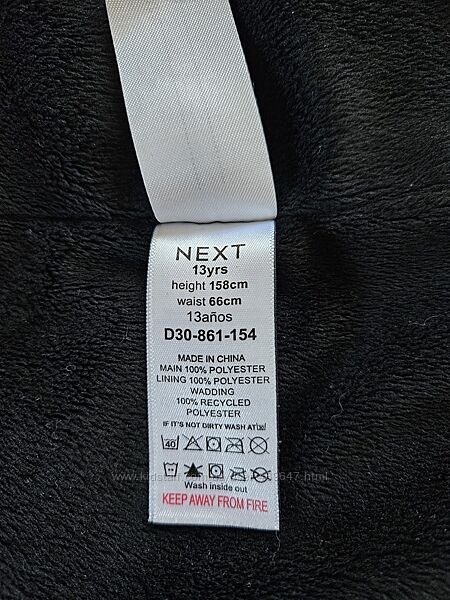 NEXT
13yrs
height 158cm
waist 66cm
13años
D30-861-154
MADE IN CHINA
MAIN 100% POLYESTER
LINING 100% POLYESTER
WADDING
100% RECYCLED
POLYESTER
IF IT'S NOT DIRTY WASH AT
40
Wash inside out
KEEP AWAY FROM FIRE